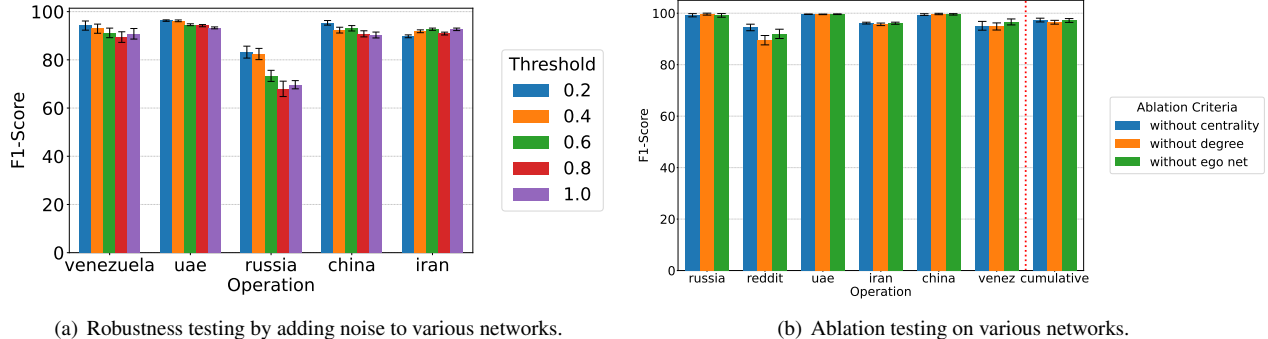 100
80
60
40
20
0
F1-Score
venezuela uae russia china iran
Operation
Threshold
0.2
0.4
0.6
0.8
1.0
(a) Robustness testing by adding noise to various networks.
100
80
60
40
20
0
F1-Score
russia reddit uae iran china venez cumulative
Operation
Ablation Criteria
without centrality
without degree
without ego net
(b) Ablation testing on various networks.